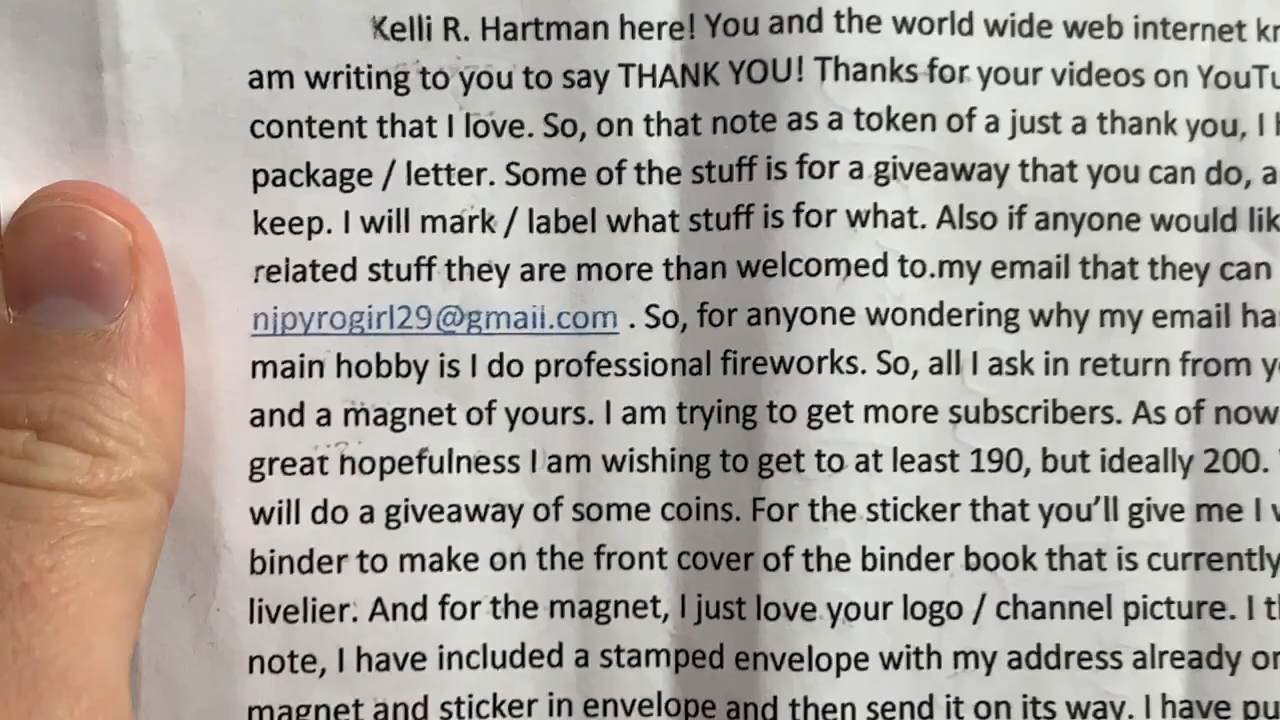 Kelli R. Hartman here! You and the world wide web internet
am writing to you to say THANK YOU! Thanks for your videos on
content that I love. So, on that note as a token of a just a thank you, I
package / letter. Some of the stuff is for a giveaway that you can do,
keep. I will mark / label what stuff is for what. Also if anyone would
related stuff they are more than welcomed to.my email that they can
njpyrogirl29@gmail.com . So, for anyone wondering why my email
main hobby is I do professional fireworks. So, all I ask in return from
and a magnet of yours. I am trying to get more subscribers. As of now
great hopefulness I am wishing to get to at least 190, but ideally 200.
will do a giveaway of some coins. For the sticker that you’ll give me I
binder to make on the front cover of the binder book that is currently
livelier. And for the magnet, I just love your logo / channel picture. I
note, I have included a stamped envelope with my address already
magnet and sticker in envelope and then send it on its way. I have